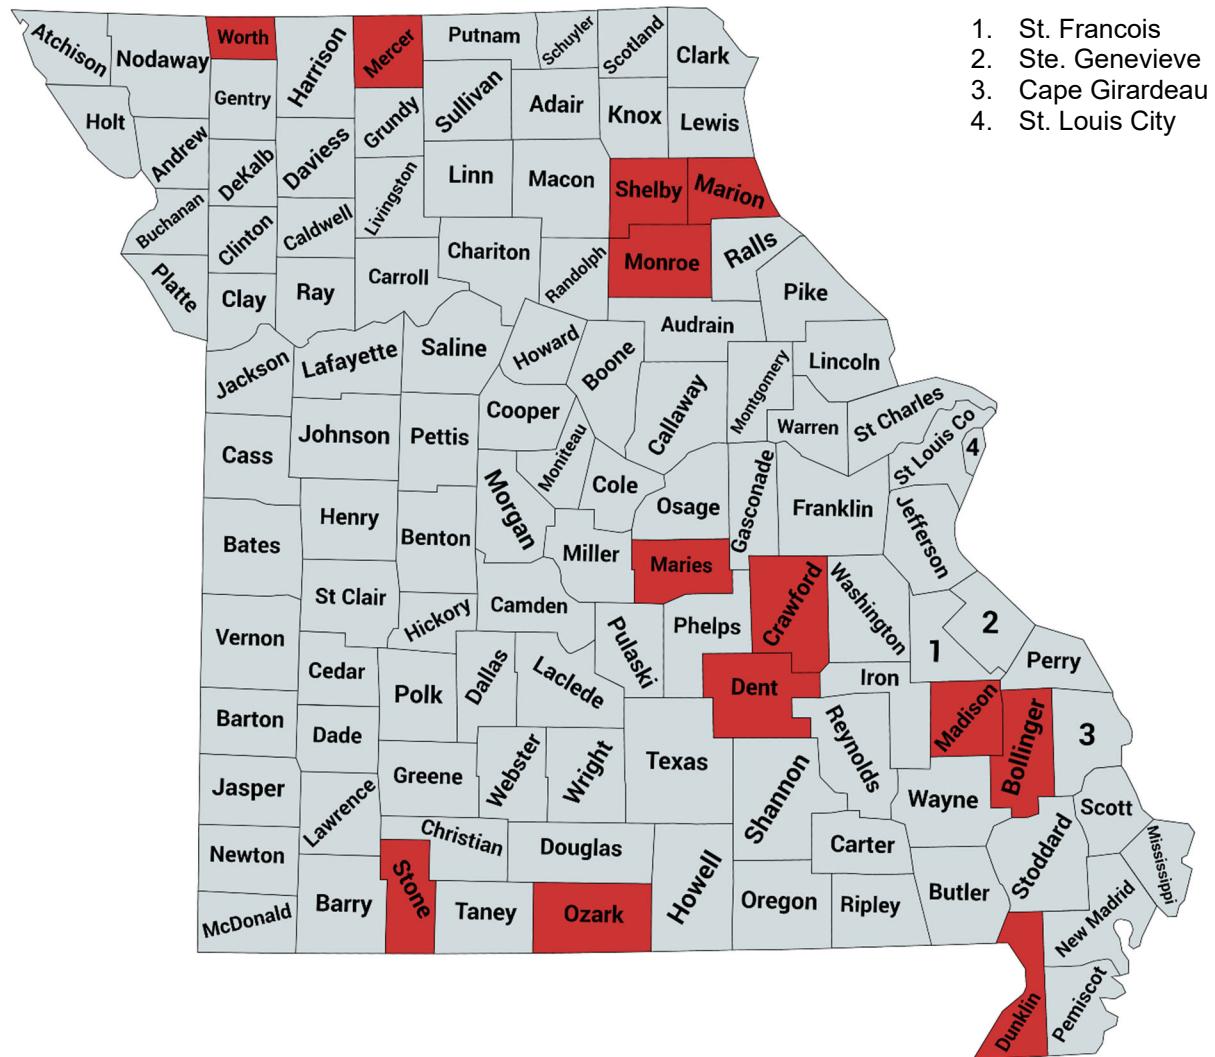 1. St. Francois
2. Ste. Genevieve
3. Cape Girardeau
4. St. Louis City
Atchison
Nodaway
Worth
Harrison
Mercer
Putnam
Schuyler
Scotland
Clark
Holt
Andrew
Gentry
Grundy
Sullivan
Adair
Knox
Lewis
Buchanan
DeKalb
Daviess
Livingston
Linn
Macon
Shelby
Marion
Platte
Clinton
Caldwell
Carroll
Chariton
Randolph
Monroe
Ralls
Pike
Clay
Ray
Audrain
Jackson
Lafayette
Saline
Howard
Boone
Callaway
Montgomery
Lincoln
Warren
St Charles
St Louis Co
4
Cass
Johnson
Pettis
Cooper
Moniteau
Cole
Osage
Gasconade
Franklin
Jefferson
Bates
Henry
Benton
Morgan
Miller
Maries
Crawford
Washington
Vernon
St Clair
Hickory
Camden
Pulaski
Phelps
1
2
Perry
Cedar
Polk
Dallas
Laclede
Dent
Iron
Madison
Bollinger
3
Barton
Dade
Greene
Webster
Wright
Texas
Shannon
Reynolds
Wayne
Scott
Jasper
Lawrence
Christian
Douglas
Carter
Stoddard
Mississippi
Newton
McDonald
Barry
Stone
Taney
Ozark
Howell
Oregon
Ripley
Butler
New Madrid
Dunklin
Pemiscot